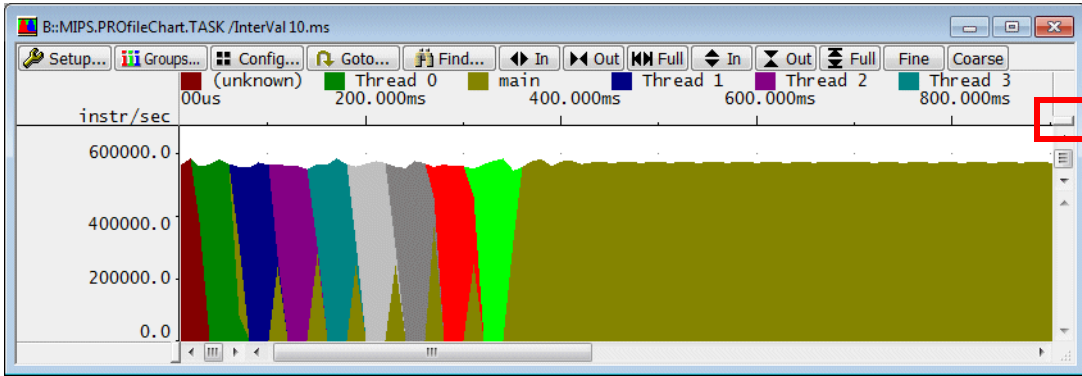 B::MIPS.PROfileChart.TASK /InterVal 10.ms
Setup... Groups... Config... Goto... Find... In Out Full In Out Full Fine Coarse
(unknown) Thread 0 main Thread 1 Thread 2 Thread 3
00us 200.000ms 400.000ms 600.000ms 800.000ms
instr/sec
600000.0
400000.0
200000.0
0.0